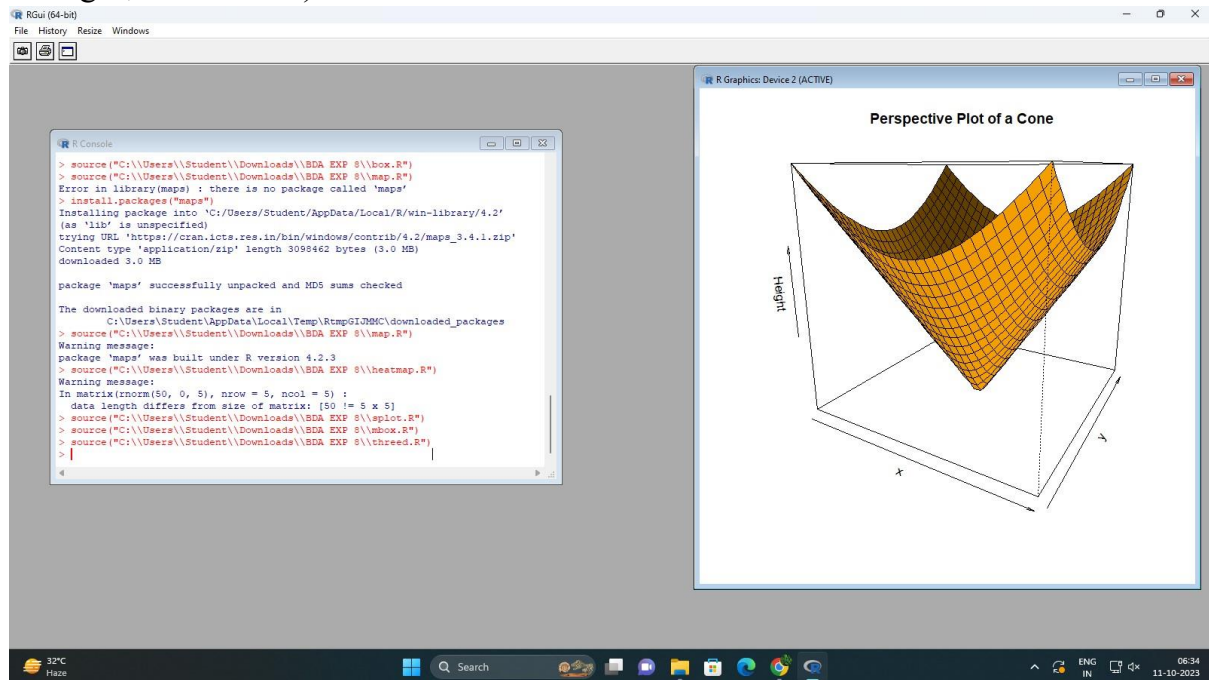 RGui (64-bit)
File History Resize Windows
R Console
> source("C:\\Users\\Student\\Downloads\\BDA EXP 8\\box.R")
> source("C:\\Users\\Student\\Downloads\\BDA EXP 8\\map.R")
Error in library(maps) : there is no package called ‘maps’
> install.packages("maps")
Installing package into ‘C:/Users/Student/AppData/Local/R/win-library/4.2’
(as ‘lib’ is unspecified)
trying URL 'https://cran.icts.res.in/bin/windows/contrib/4.2/maps_3.4.1.zip'
Content type 'application/zip' length 3098462 bytes (3.0 MB)
downloaded 3.0 MB
package ‘maps’ successfully unpacked and MD5 sums checked
The downloaded binary packages are in
C:\Users\Student\AppData\Local\Temp\RtmpGIJMMC\downloaded_packages
> source("C:\\Users\\Student\\Downloads\\BDA EXP 8\\map.R")
Warning message:
package ‘maps’ was built under R version 4.2.3
> source("C:\\Users\\Student\\Downloads\\BDA EXP 8\\heatmap.R")
Warning message:
In matrix(rnorm(50, 0, 5), nrow = 5, ncol = 5) :
data length differs from size of matrix: [50 != 5 x 5]
> source("C:\\Users\\Student\\Downloads\\BDA EXP 8\\splot.R")
> source("C:\\Users\\Student\\Downloads\\BDA EXP 8\\mbox.R")
> source("C:\\Users\\Student\\Downloads\\BDA EXP 8\\threed.R")
>
R Graphics: Device 2 (ACTIVE)
Perspective Plot of a Cone
Height
x
y
32°C
Haze
Search
ENG
IN
06:34
11-10-2023